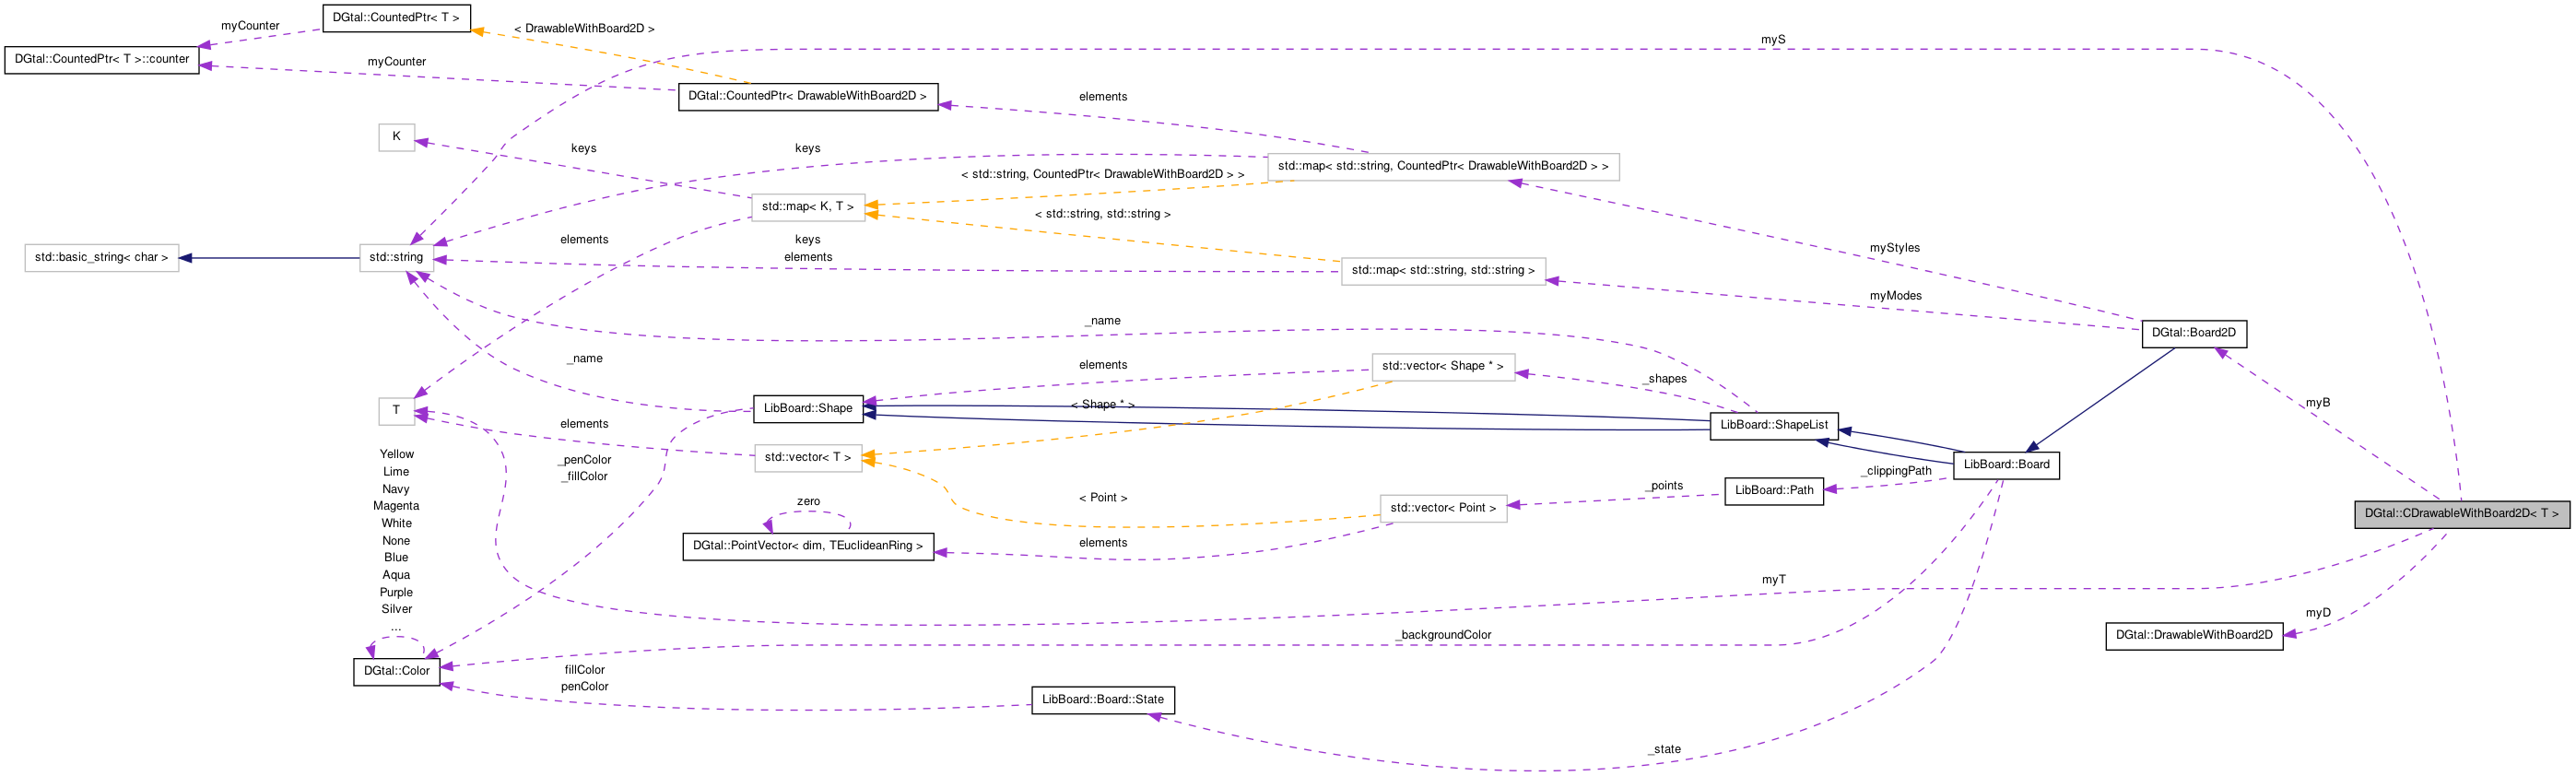 DGtal::CountedPtr< T >
myCounter
< DrawableWithBoard2D >
myS
DGtal::CountedPtr< T >::counter
myCounter
DGtal::CountedPtr< DrawableWithBoard2D >
elements
K
keys
keys
std::map< std::string, CountedPtr< DrawableWithBoard2D > >
< std::string, CountedPtr< DrawableWithBoard2D > >
std::map< K, T >
< std::string, std::string >
elements
keys
elements
myStyles
std::basic_string< char >
std::string
std::map< std::string, std::string >
myModes
_name
DGtal::Board2D
_name
elements
std::vector< Shape * >
_shapes
T
LibBoard::Shape
< Shape * >
myB
elements
LibBoard::ShapeList
std::vector< T >
_penColor
_fillColor
LibBoard::Board
_clippingPath
Yellow
Lime
Navy
Magenta
White
None
Blue
Aqua
Purple
Silver
...
zero
< Point >
_points
LibBoard::Path
std::vector< Point >
DGtal::CDrawableWithBoard2D< T >
DGtal::PointVector< dim, TEuclideanRing >
elements
myT
myD
_backgroundColor
DGtal::DrawableWithBoard2D
DGtal::Color
fillColor
penColor
LibBoard::Board::State
_state